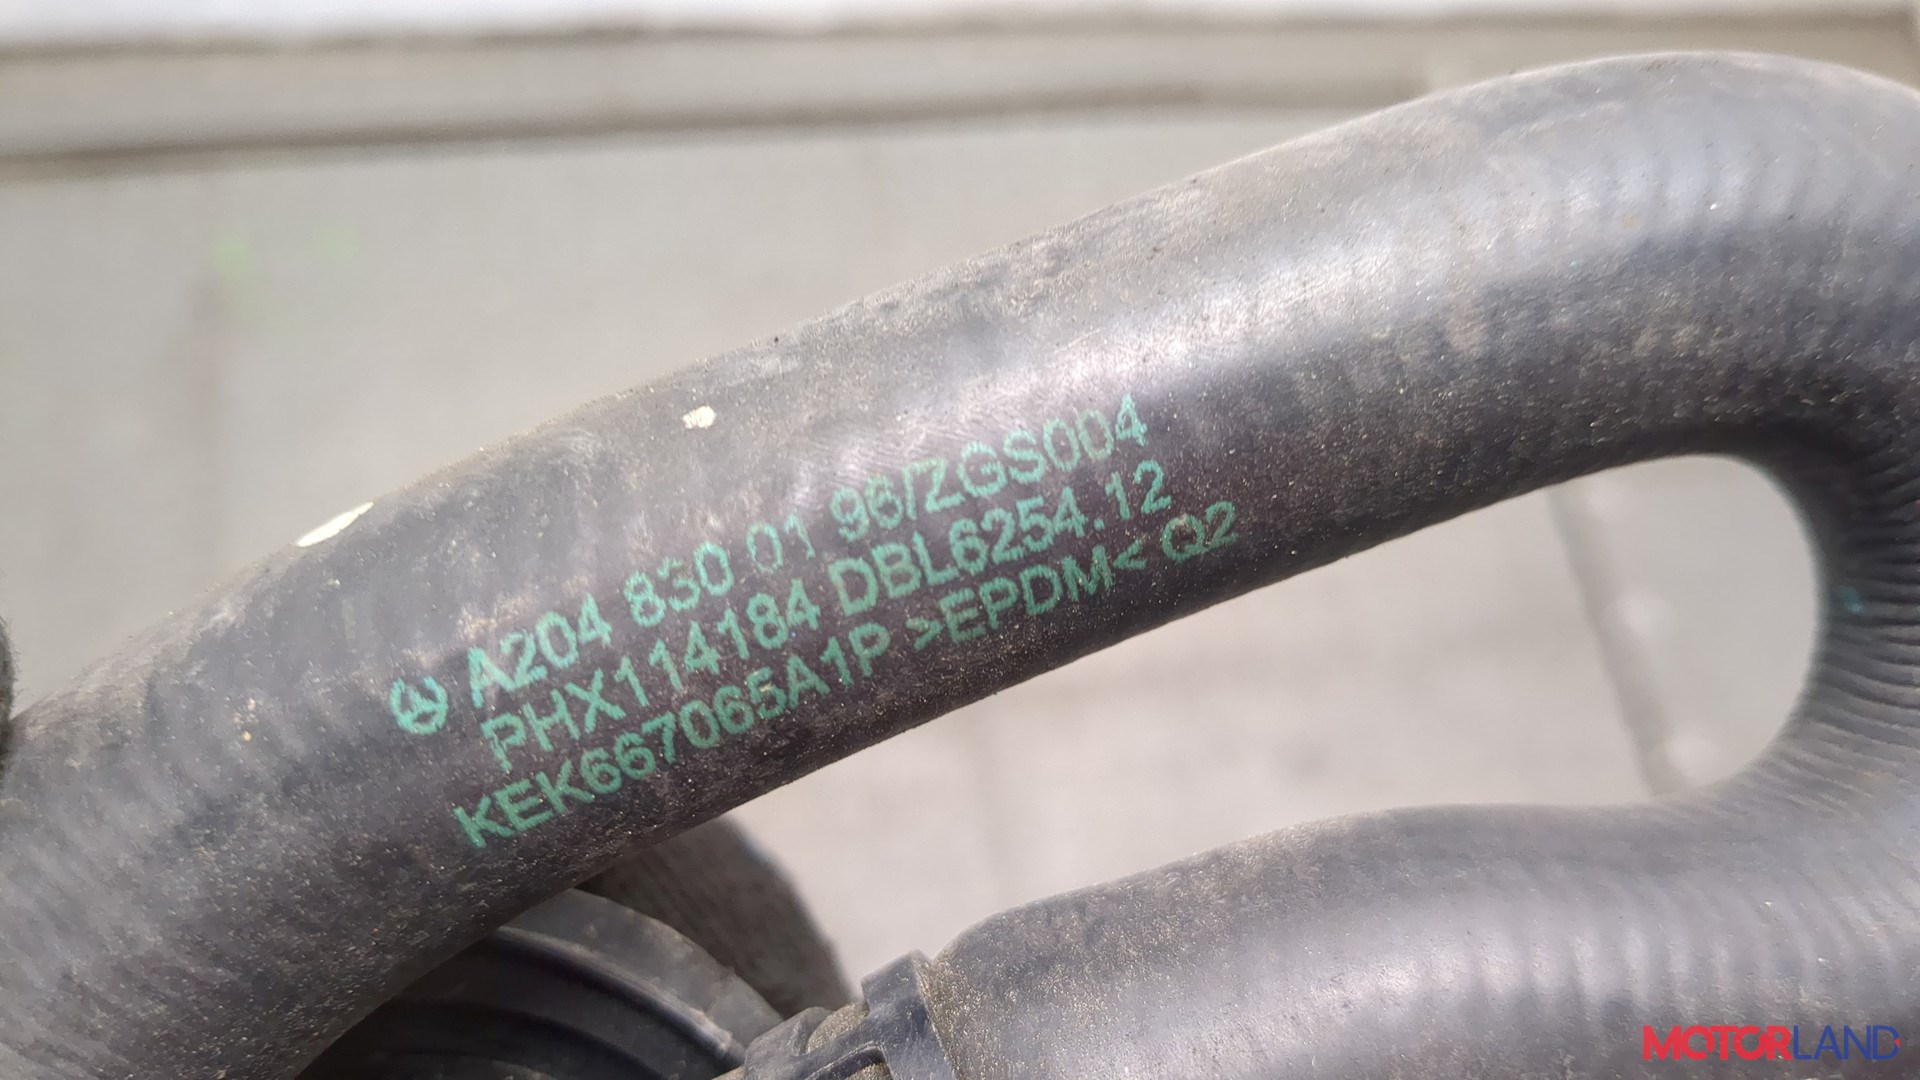 A204 830 01 96/ZGS004
PHX114184 DBL6254.12
KEK667065A1P >EPDM< Q2
MOTORLAND